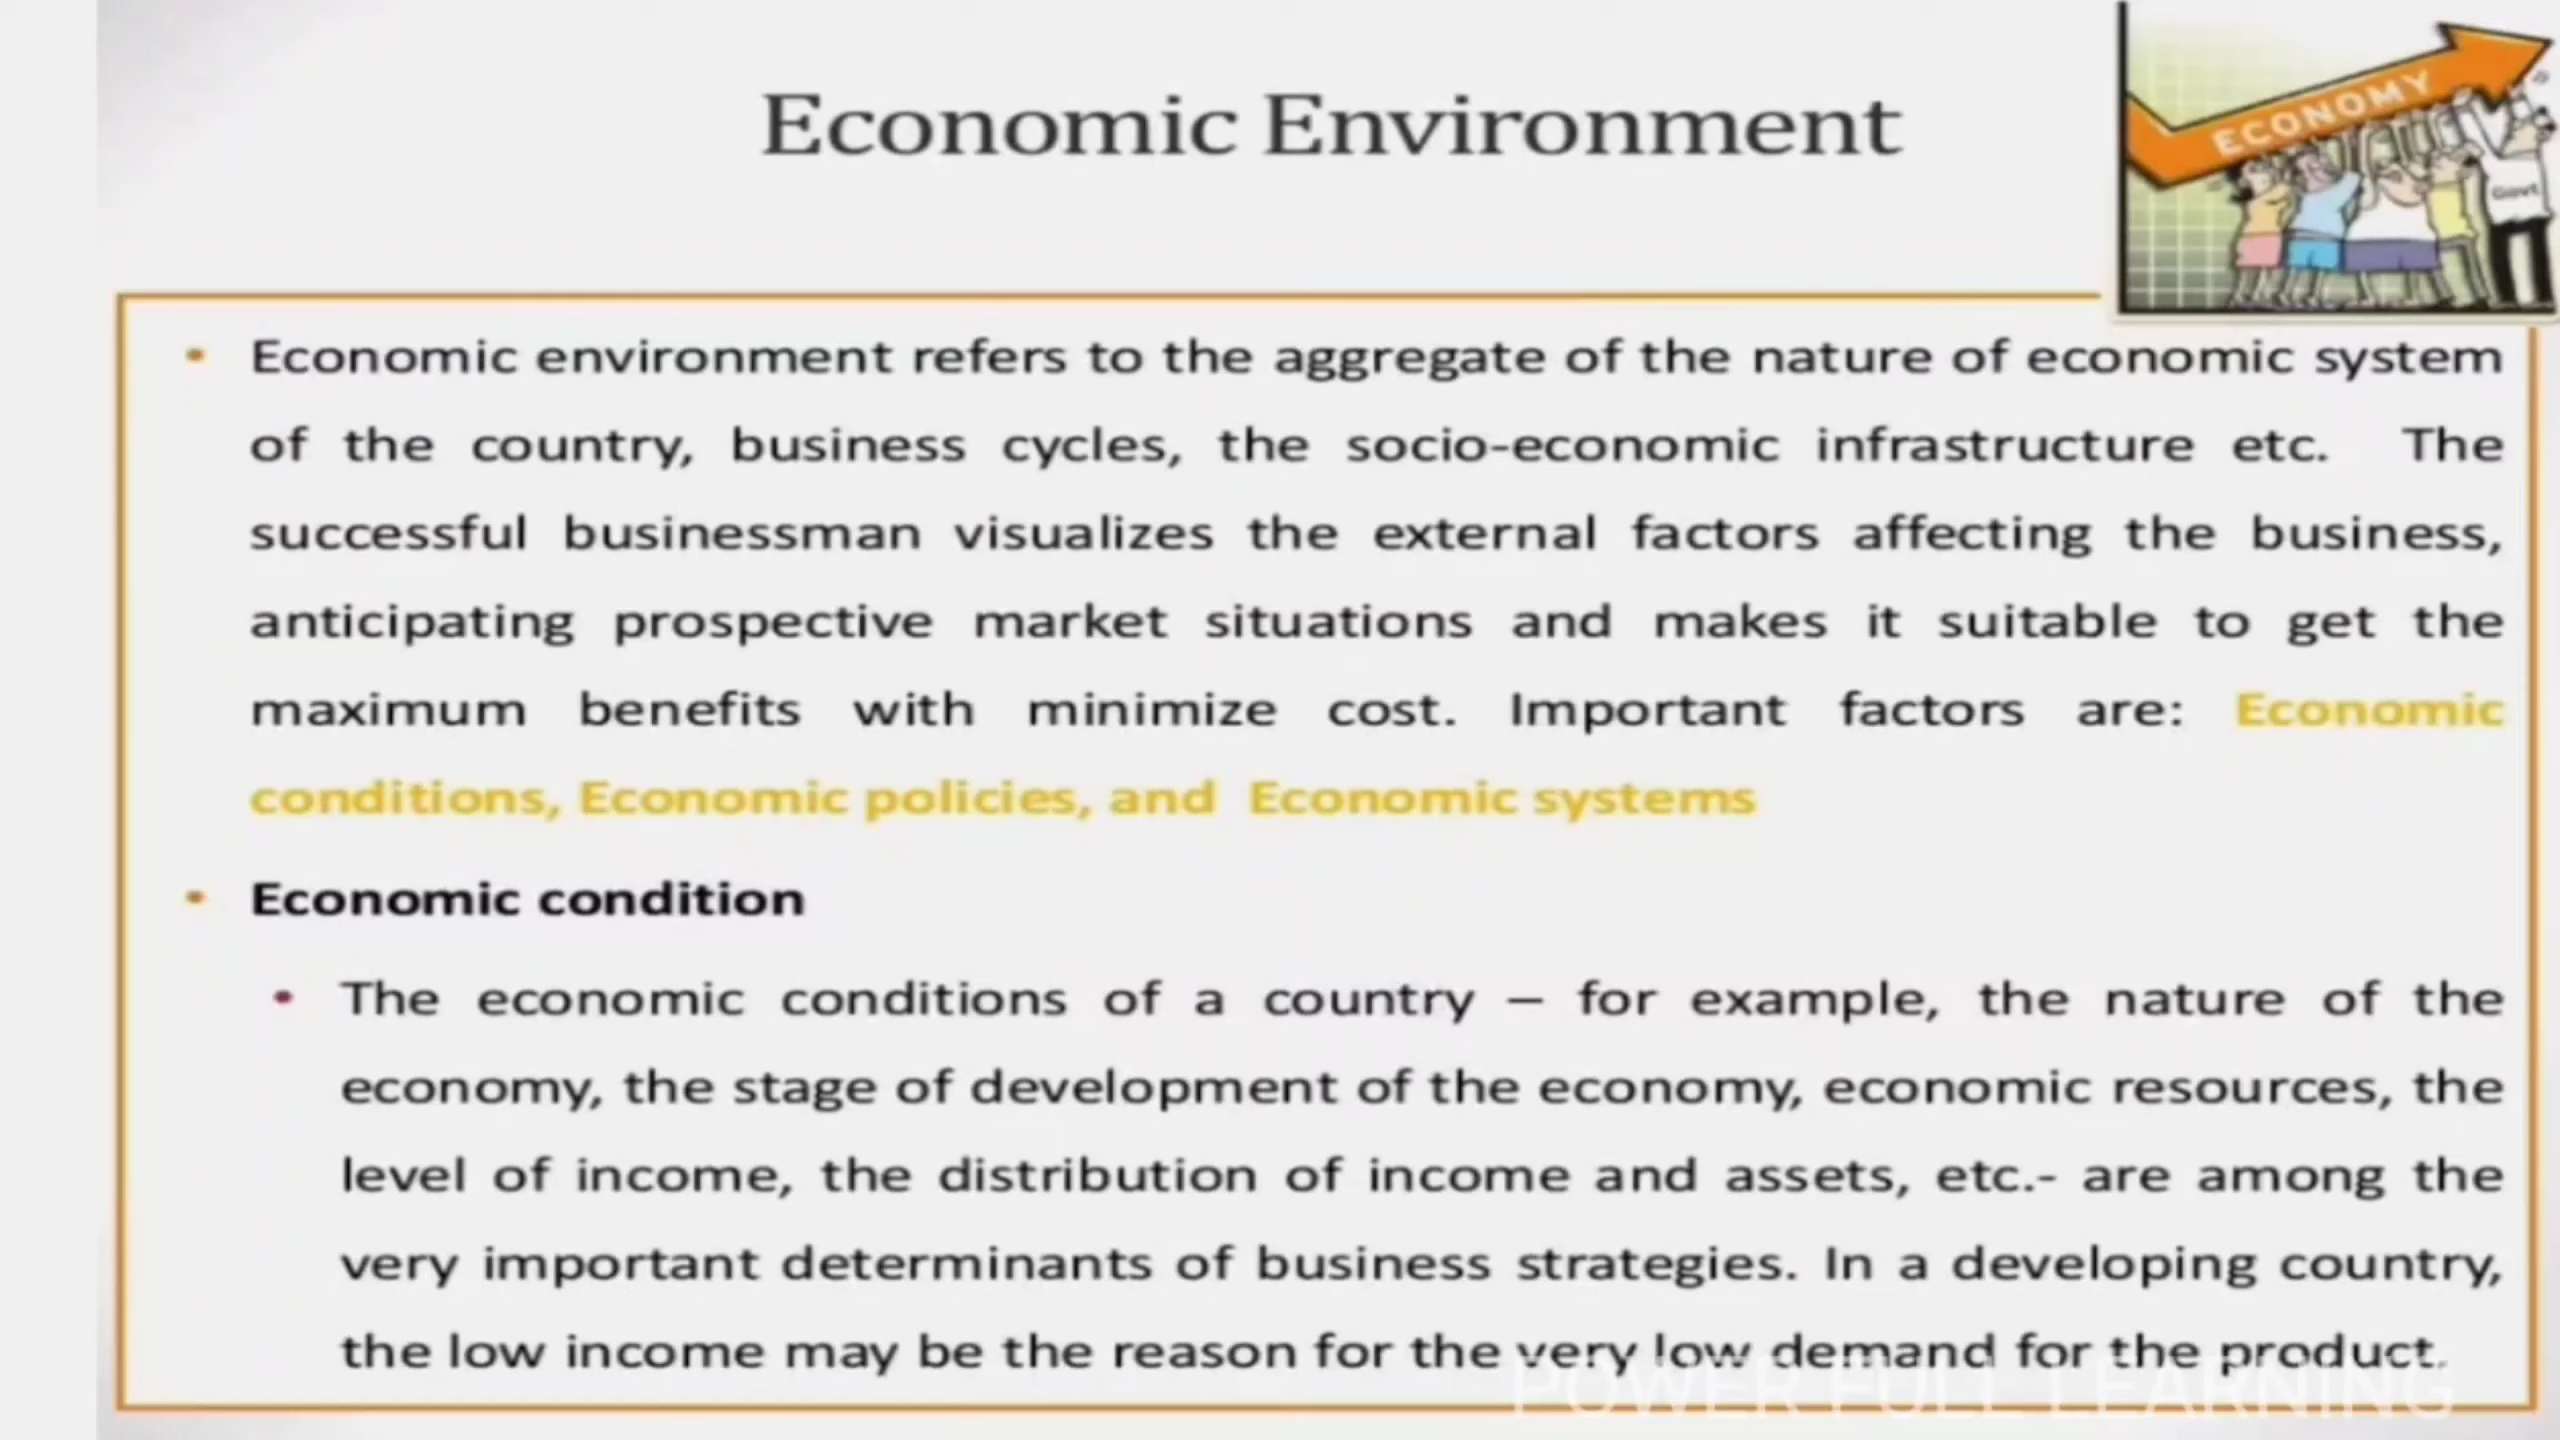 Economic Environment
ECONOMY
Govt
• Economic environment refers to the aggregate of the nature of economic system
of the country, business cycles, the socio-economic infrastructure etc. The
successful businessman visualizes the external factors affecting the business,
anticipating prospective market situations and makes it suitable to get the
maximum benefits with minimize cost. Important factors are: Economic
conditions, Economic policies, and Economic systems
• Economic condition
• The economic conditions of a country – for example, the nature of the
economy, the stage of development of the economy, economic resources, the
level of income, the distribution of income and assets, etc.- are among the
very important determinants of business strategies. In a developing country,
the low income may be the reason for the very low demand for the product.
POWER FULL LEARNING